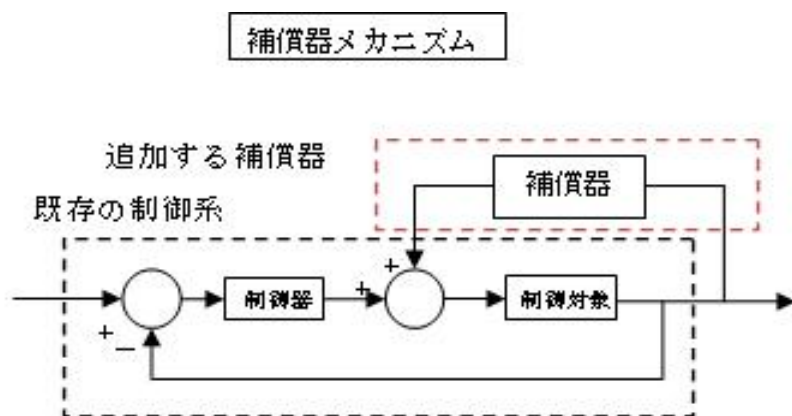 補償器メカニズム
追加する補償器
補償器
既存の制御系
+
+
制御器
制御対象
+
−